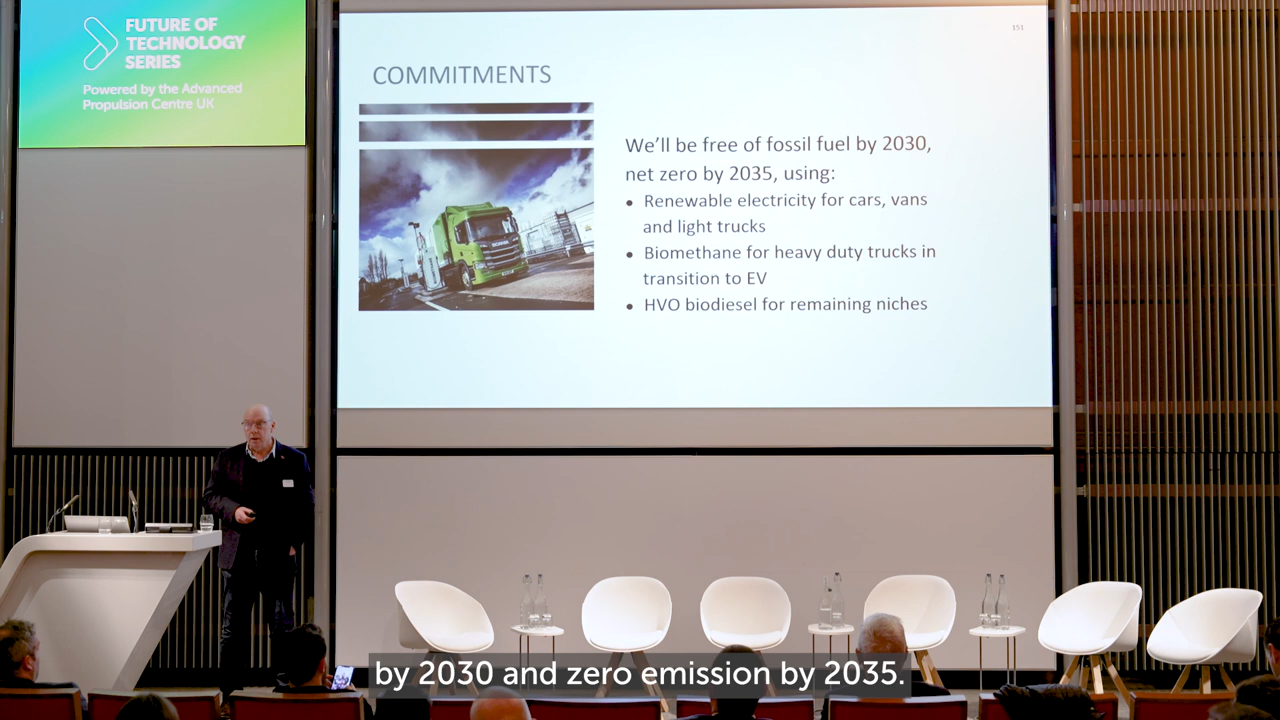 FUTURE OF
TECHNOLOGY
SERIES
Powered by the Advanced
Propulsion Centre UK
151
COMMITMENTS
We'll be free of fossil fuel by 2030,
net zero by 2035, using:
• Renewable electricity for cars, vans
and light trucks
• Biomethane for heavy duty trucks in
transition to EV
• HVO biodiesel for remaining niches
SCANIA
by 2030 and zero emission by 2035.